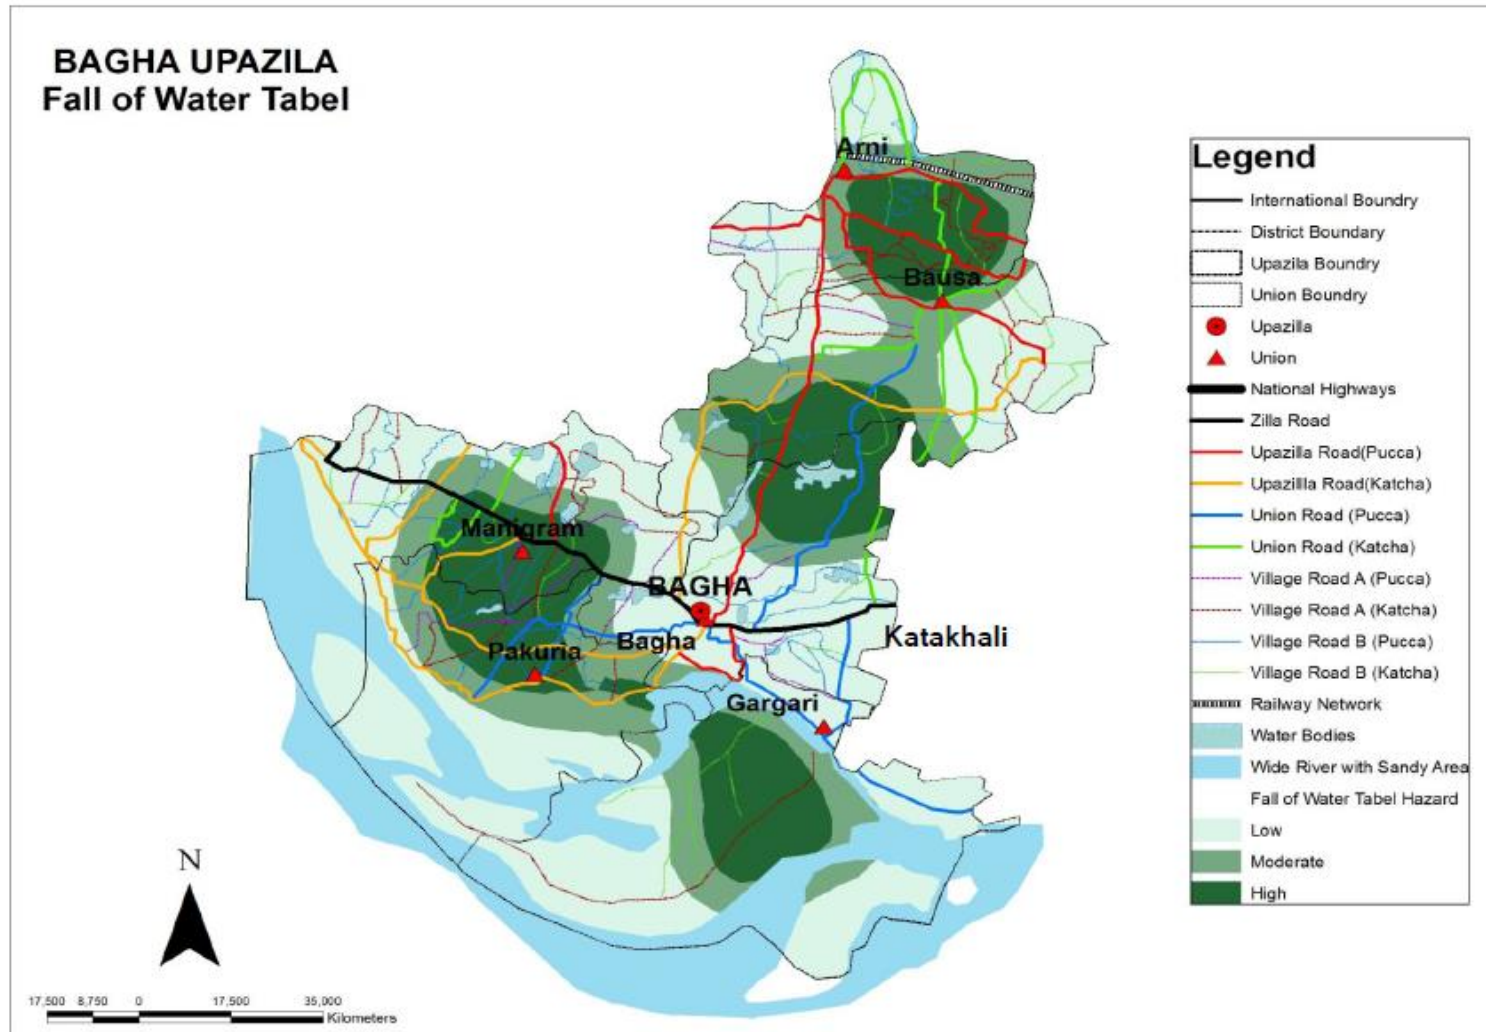 BAGHA UPAZILA
Fall of Water Tabel
Arni
Bausa
Manigram
BAGHA
Bagha
Katakhali
Pakuria
Gargari
Legend
International Boundry
District Boundary
Upazila Boundry
Union Boundry
Upazilla
Union
National Highways
Zilla Road
Upazilla Road(Pucca)
Upazillla Road(Katcha)
Union Road (Pucca)
Union Road (Katcha)
Village Road A (Pucca)
Village Road A (Katcha)
Village Road B (Pucca)
Village Road B (Katcha)
Railway Network
Water Bodies
Wide River with Sandy Area
Fall of Water Tabel Hazard
Low
Moderate
High
N
17,500 8,750 0 17,500 35,000
Kilometers